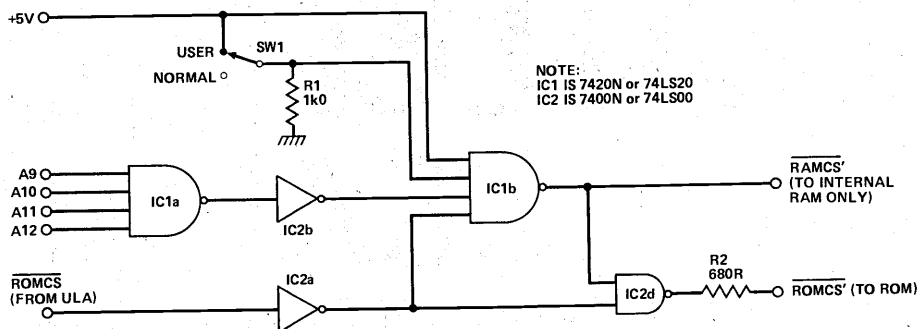 +5V
USER
SW1
NORMAL
R1
1k0
NOTE:
IC1 IS 7420N or 74LS20
IC2 IS 7400N or 74LS00
A9
A10
A11
A12
IC1a
IC2b
IC1b
RAMCS'
(TO INTERNAL
RAM ONLY)
ROMCS
(FROM ULA)
IC2a
IC2d
R2
680R
ROMCS' (TO ROM)